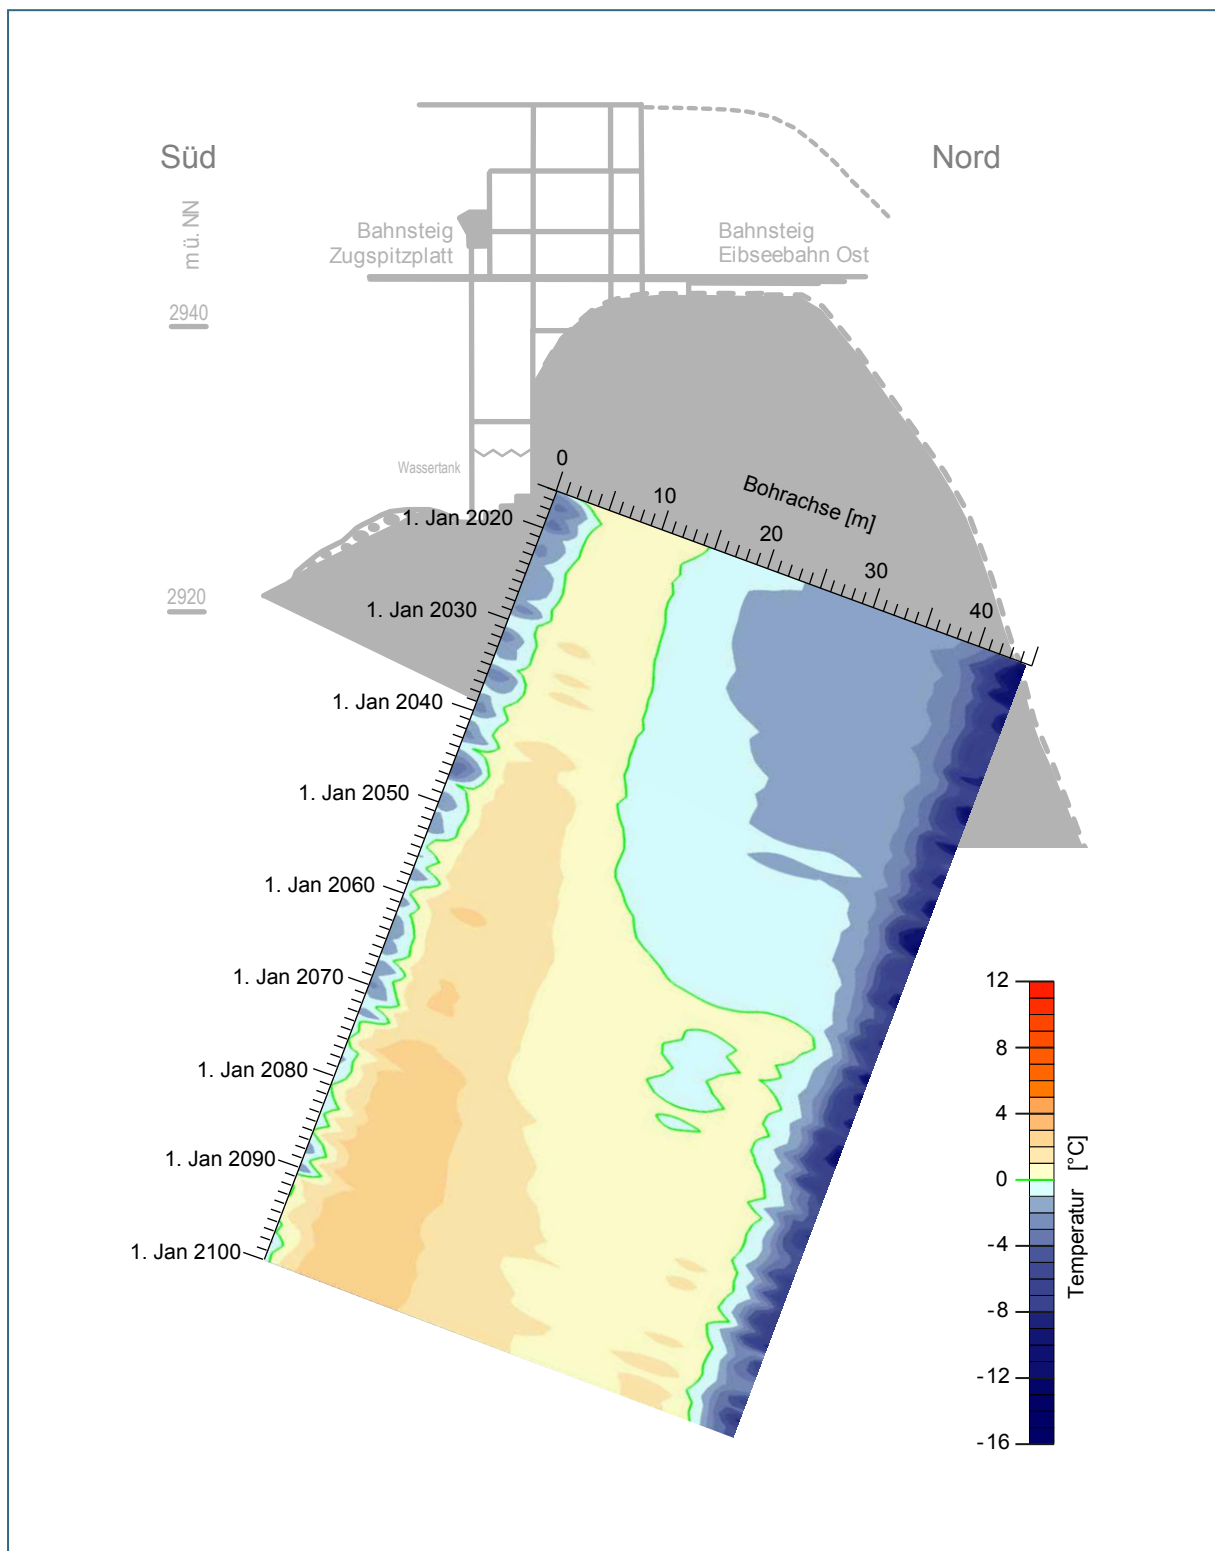 Süd
Nord
m ü. NN
Bahnsteig
Zugspitzplatt
Bahnsteig
Eibseebahn Ost
2940
Wassertank
2920
0
10
20
30
40
Bohrachse [m]
1. Jan 2020
1. Jan 2030
1. Jan 2040
1. Jan 2050
1. Jan 2060
1. Jan 2070
1. Jan 2080
1. Jan 2090
1. Jan 2100
12
8
4
0
-4
-8
-12
-16
Temperatur [°C]